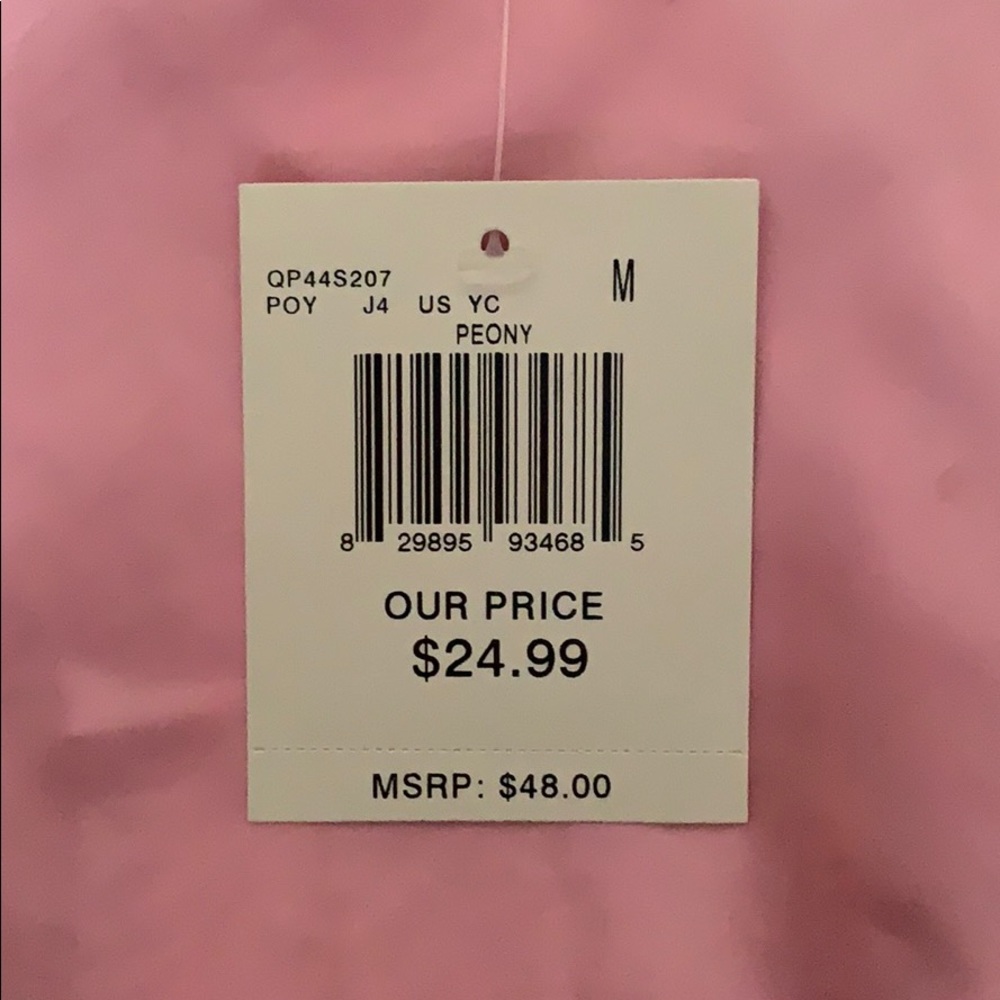 QP44S207
M
POY J4 US YC
PEONY
8 29895 93468 5
OUR PRICE
$24.99
MSRP: $48.00